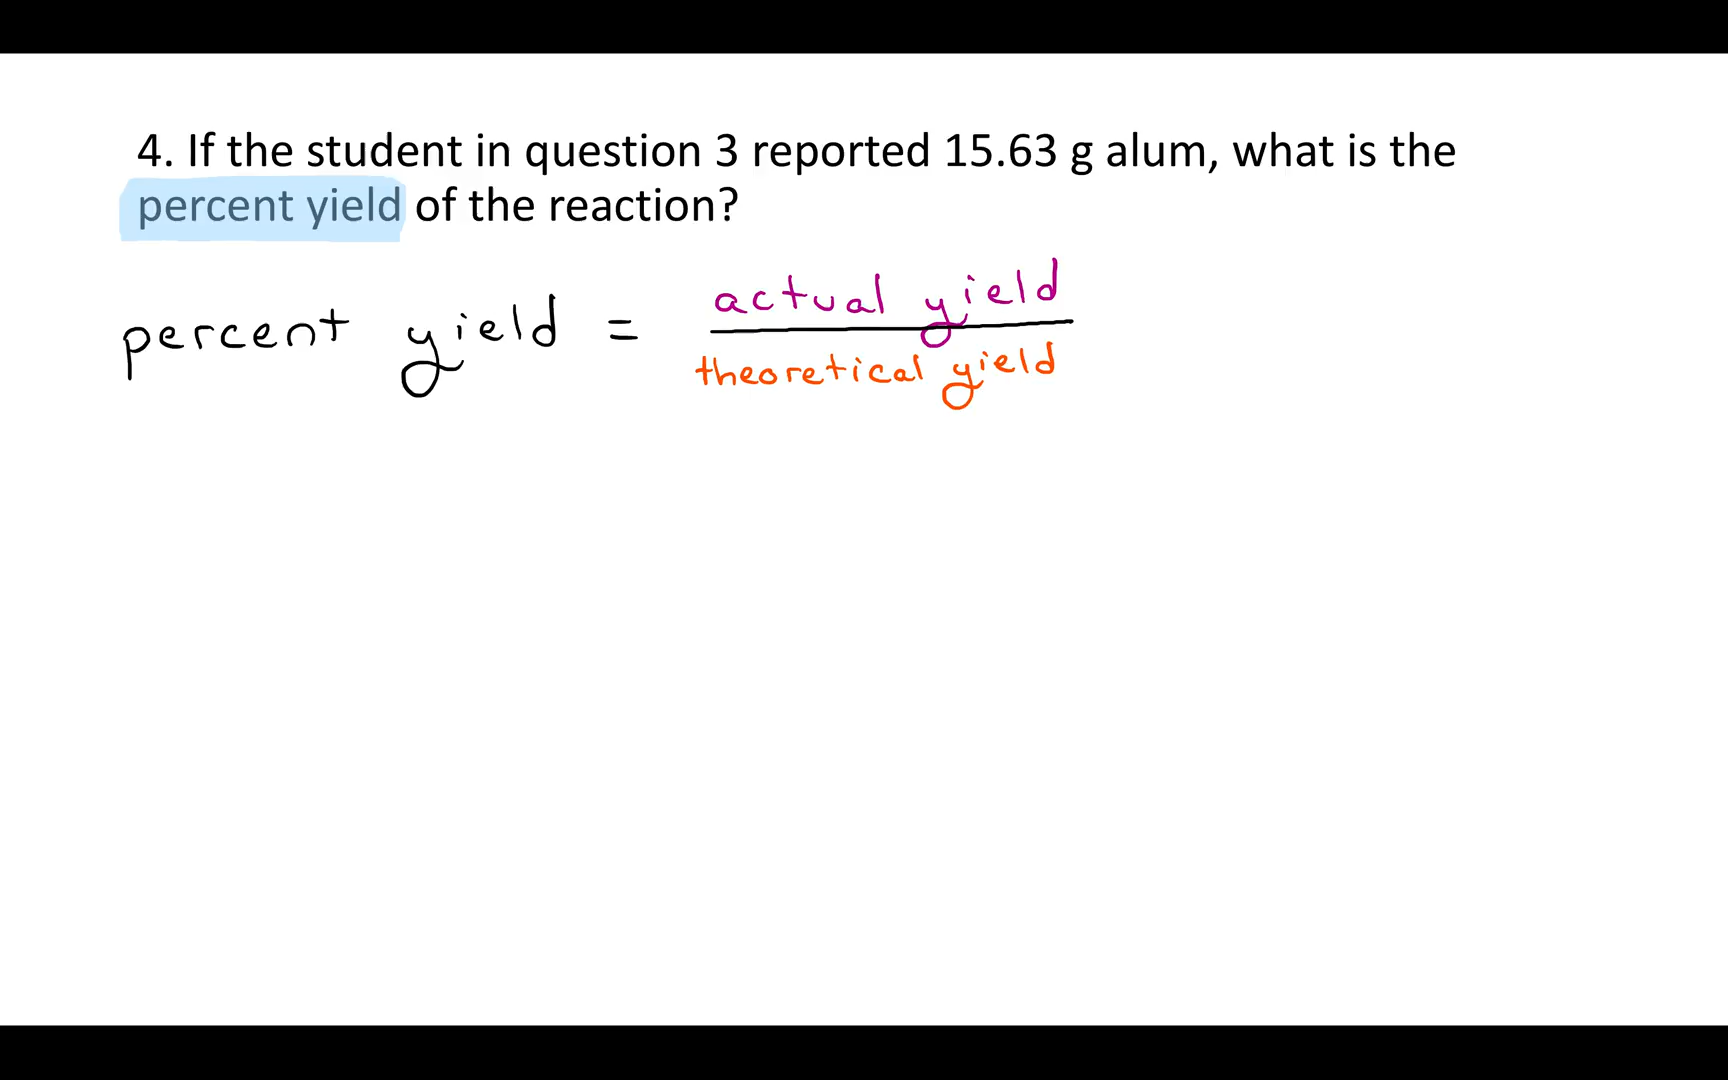 4. If the student in question 3 reported 15.63 g alum, what is the
percent yield of the reaction?
percent yield = actual yield
theoretical yield